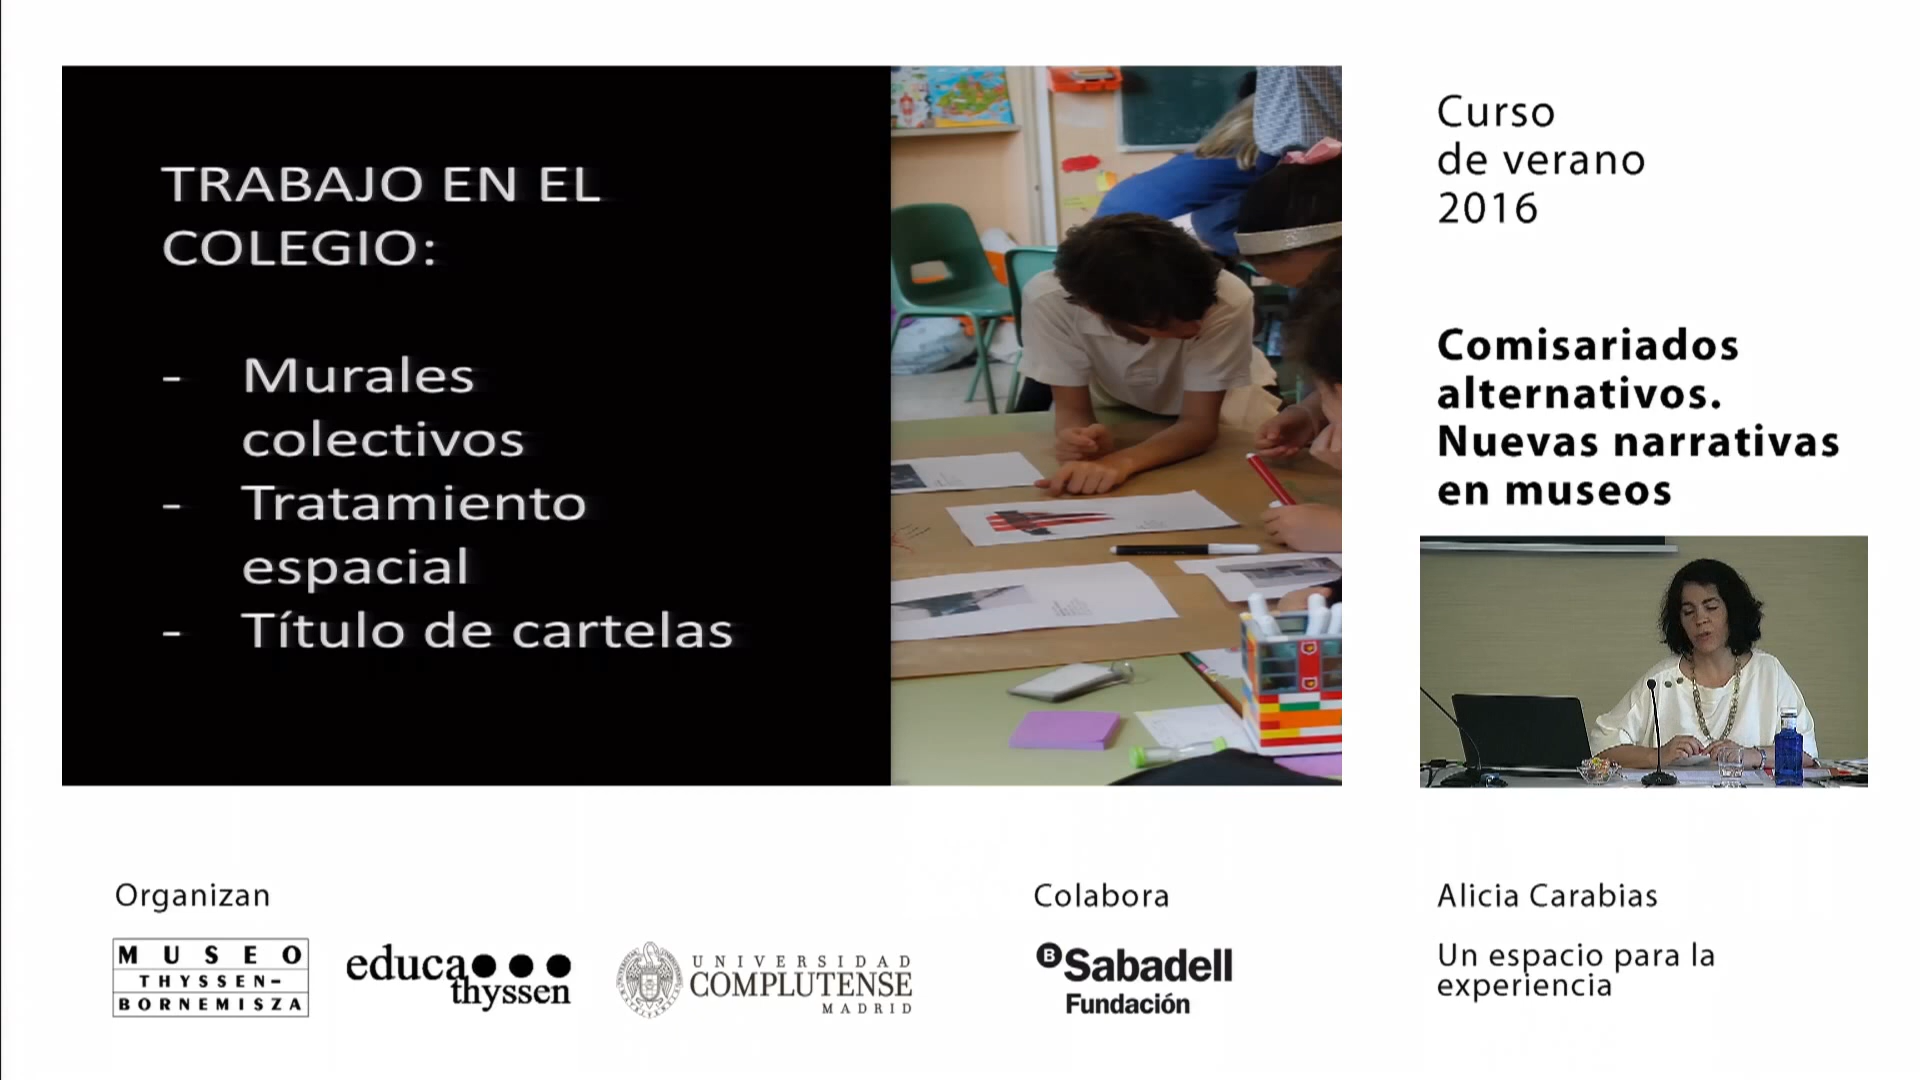 TRABAJO EN EL
COLEGIO:
- Murales
colectivos
- Tratamiento
espacial
- Título de cartelas
Curso
de verano
2016
Comisariados
alternativos.
Nuevas narrativas
en museos
Organizan
MUSEO
THYSSEN-
BORNEMISZA
educa
thyssen
UNIVERSIDAD
COMPLUTENSE
MADRID
Colabora
B Sabadell
Fundación
Alicia Carabias
Un espacio para la
experiencia